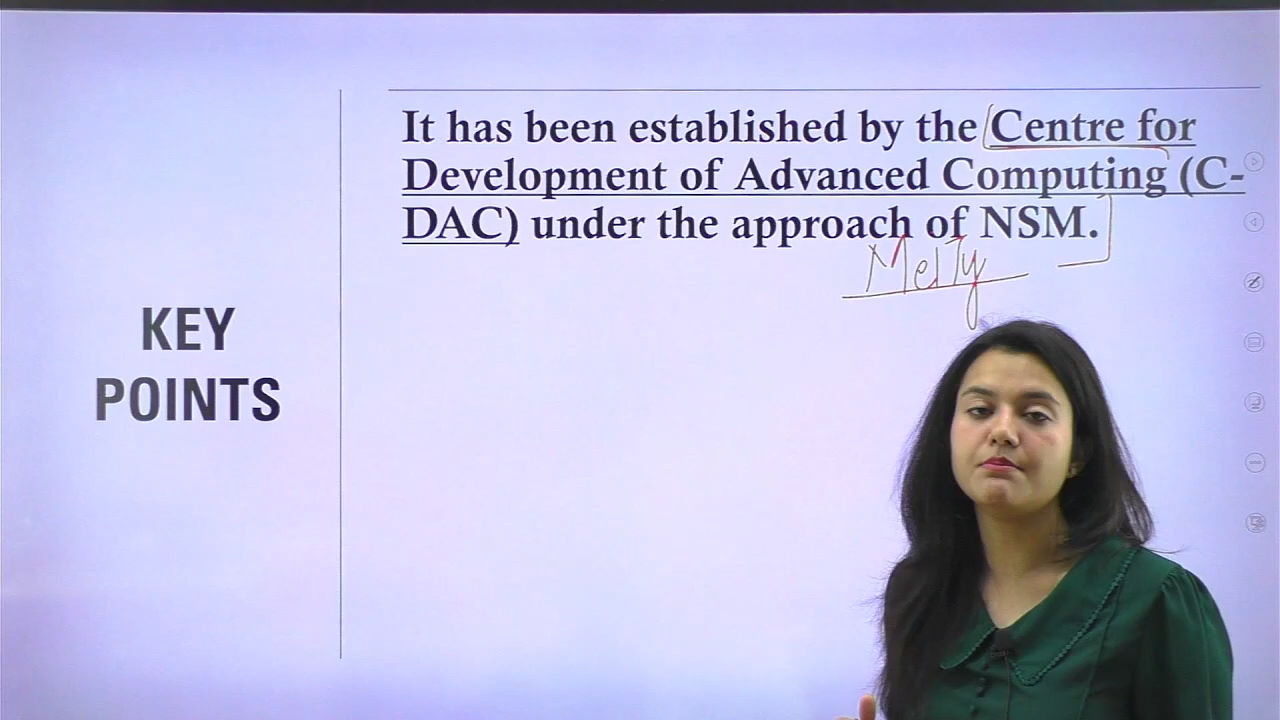 It has been established by the Centre for
Development of Advanced Computing (C-
DAC) under the approach of NSM.
KEY
POINTS